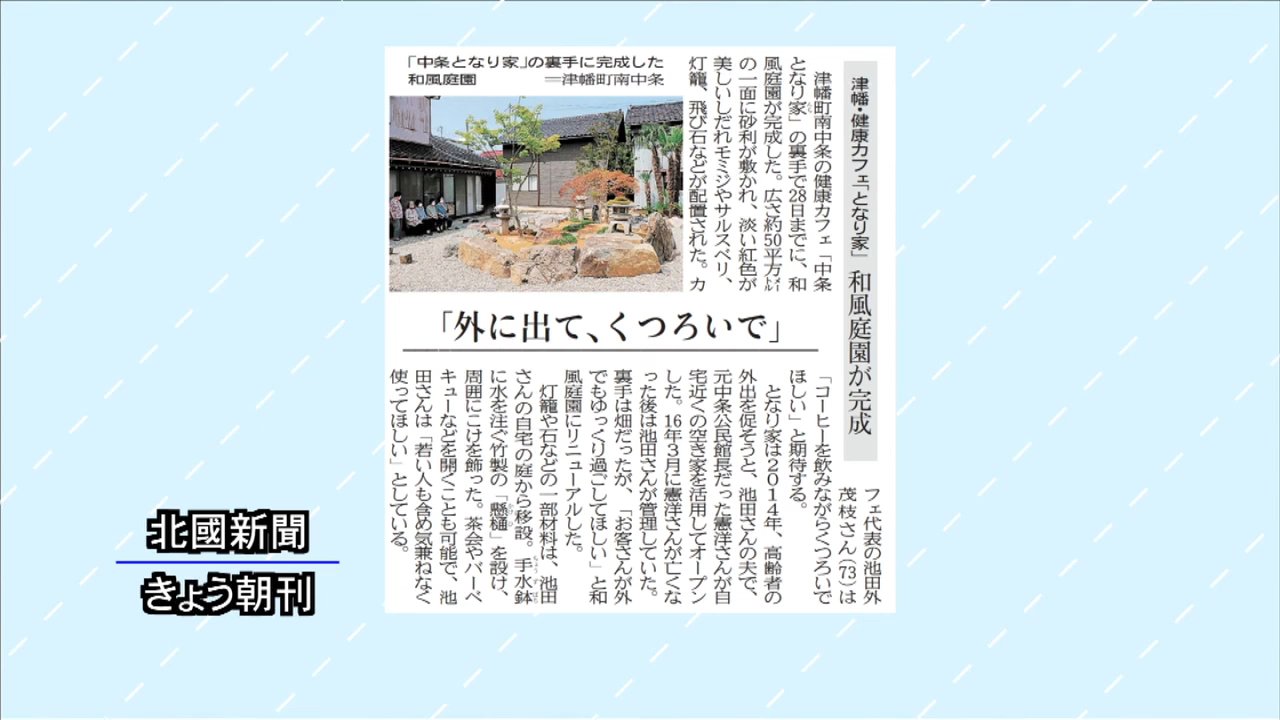 津幡・健康カフェ「となり家」 和風庭園が完成
「外に出て、くつろいで」
「中条となり家」の裏手に完成した
和風庭園　　＝津幡町南中条
津幡町南中条の健康カフェ「中条
となり家」の裏手で28日までに、和
風庭園が完成した。広さ約50平方㍍
の一面に砂利が敷かれ、淡い紅色が
美しいしだれモミジやサルスベリ、
灯籠、飛び石などが配置された。カ
フェ代表の池田外
茂枝さん(73)は
「コーヒーを飲みながらくつろいで
ほしい」と期待する。
となり家は2014年、高齢者の
外出を促そうと、池田さんの夫で、
元中条公民館長だった憲洋さんが自
宅近くの空き家を活用してオープン
した。16年3月に憲洋さんが亡くな
った後は池田さんが管理していた。
裏手は畑だったが、「お客さんが外
でもゆっくり過ごしてほしい」と和
風庭園にリニューアルした。
灯籠や石などの一部材料は、池田
さんの自宅の庭から移設。手水鉢
に水を注ぐ竹製の「懸樋」を設け、
周囲にこけを飾った。茶会やバーベ
キューなどを開くことも可能で、池
田さんは「若い人も含め気兼ねなく
使ってほしい」としている。
北國新聞
きょう朝刊